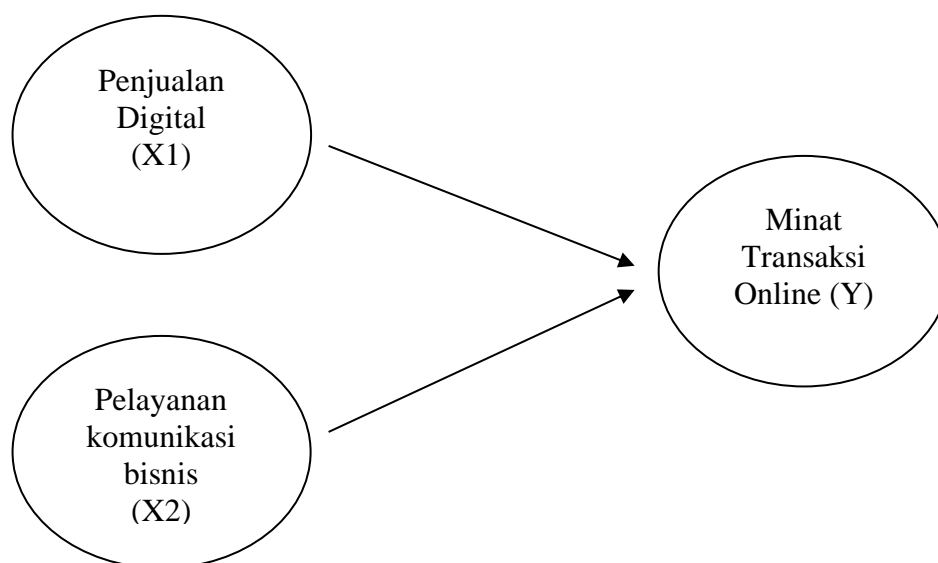 Penjualan
Digital
(X1)
Minat
Transaksi
Online (Y)
Pelayanan
komunikasi
bisnis
(X2)